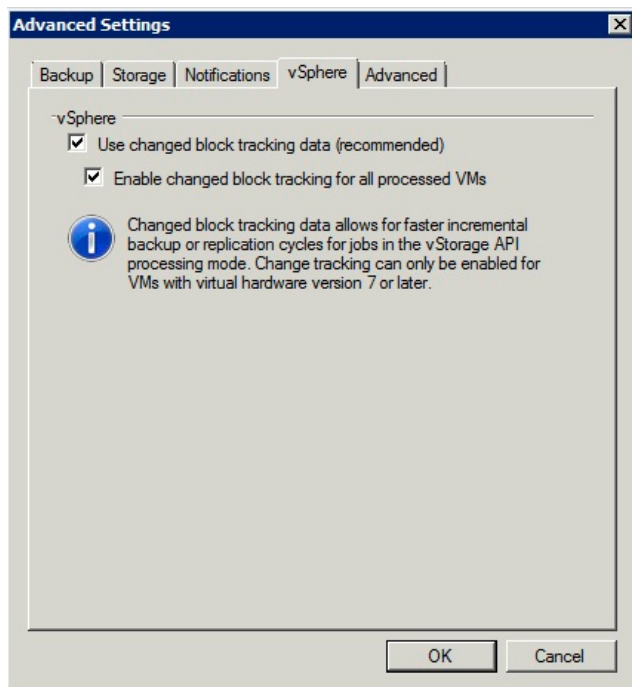 Advanced Settings
Backup Storage Notifications vSphere Advanced
vSphere
Use changed block tracking data (recommended)
Enable changed block tracking for all processed VMs
Changed block tracking data allows for faster incremental
backup or replication cycles for jobs in the vStorage API
processing mode. Change tracking can only be enabled for
VMs with virtual hardware version 7 or later.
OK Cancel